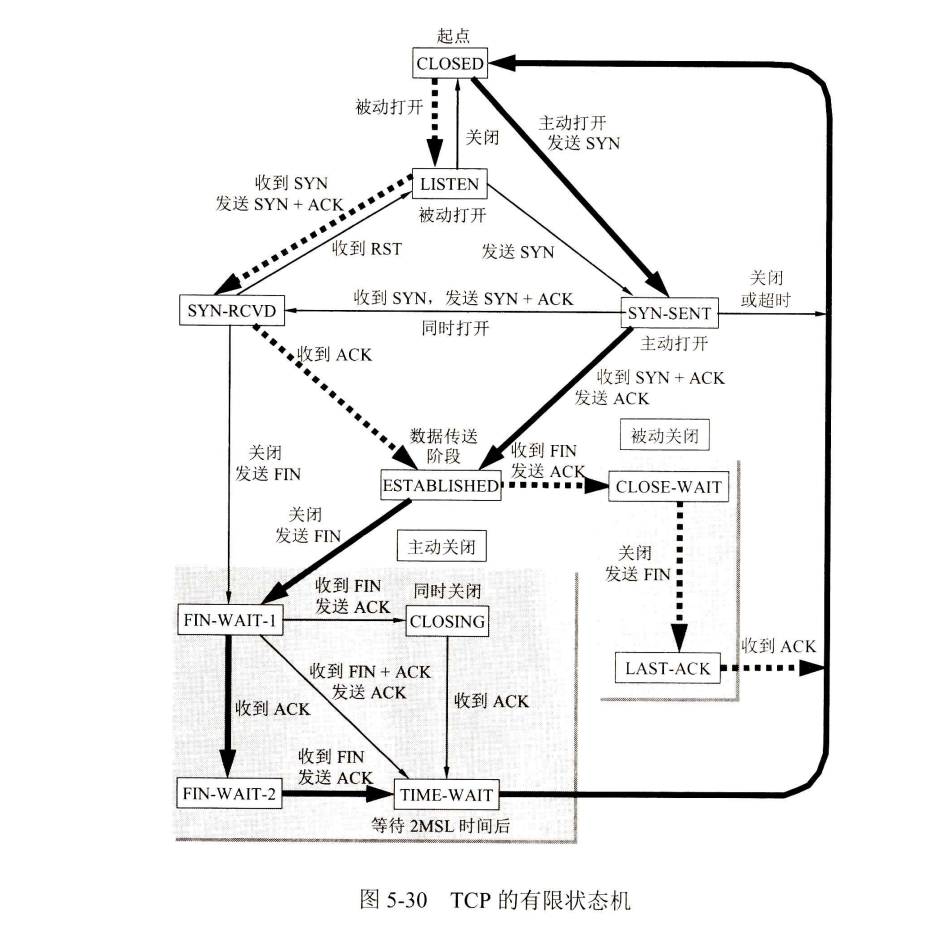 起点
CLOSED
被动打开
关闭
主动打开
发送 SYN
收到 SYN
发送 SYN + ACK
LISTEN
被动打开
收到 RST
发送 SYN
关闭
或超时
SYN-RCVD
收到 SYN，发送 SYN + ACK
同时打开
SYN-SENT
主动打开
收到 ACK
收到 SYN + ACK
发送 ACK
数据传送
阶段
被动关闭
关闭
发送 FIN
ESTABLISHED
收到 FIN
发送 ACK
CLOSE-WAIT
关闭
发送 FIN
主动关闭
关闭
发送 FIN
收到 FIN
发送 ACK
同时关闭
FIN-WAIT-1
CLOSING
LAST-ACK
收到 ACK
收到 FIN + ACK
发送 ACK
收到 ACK
收到 ACK
收到 FIN
发送 ACK
FIN-WAIT-2
TIME-WAIT
等待 2MSL 时间后
图 5-30 TCP 的有限状态机